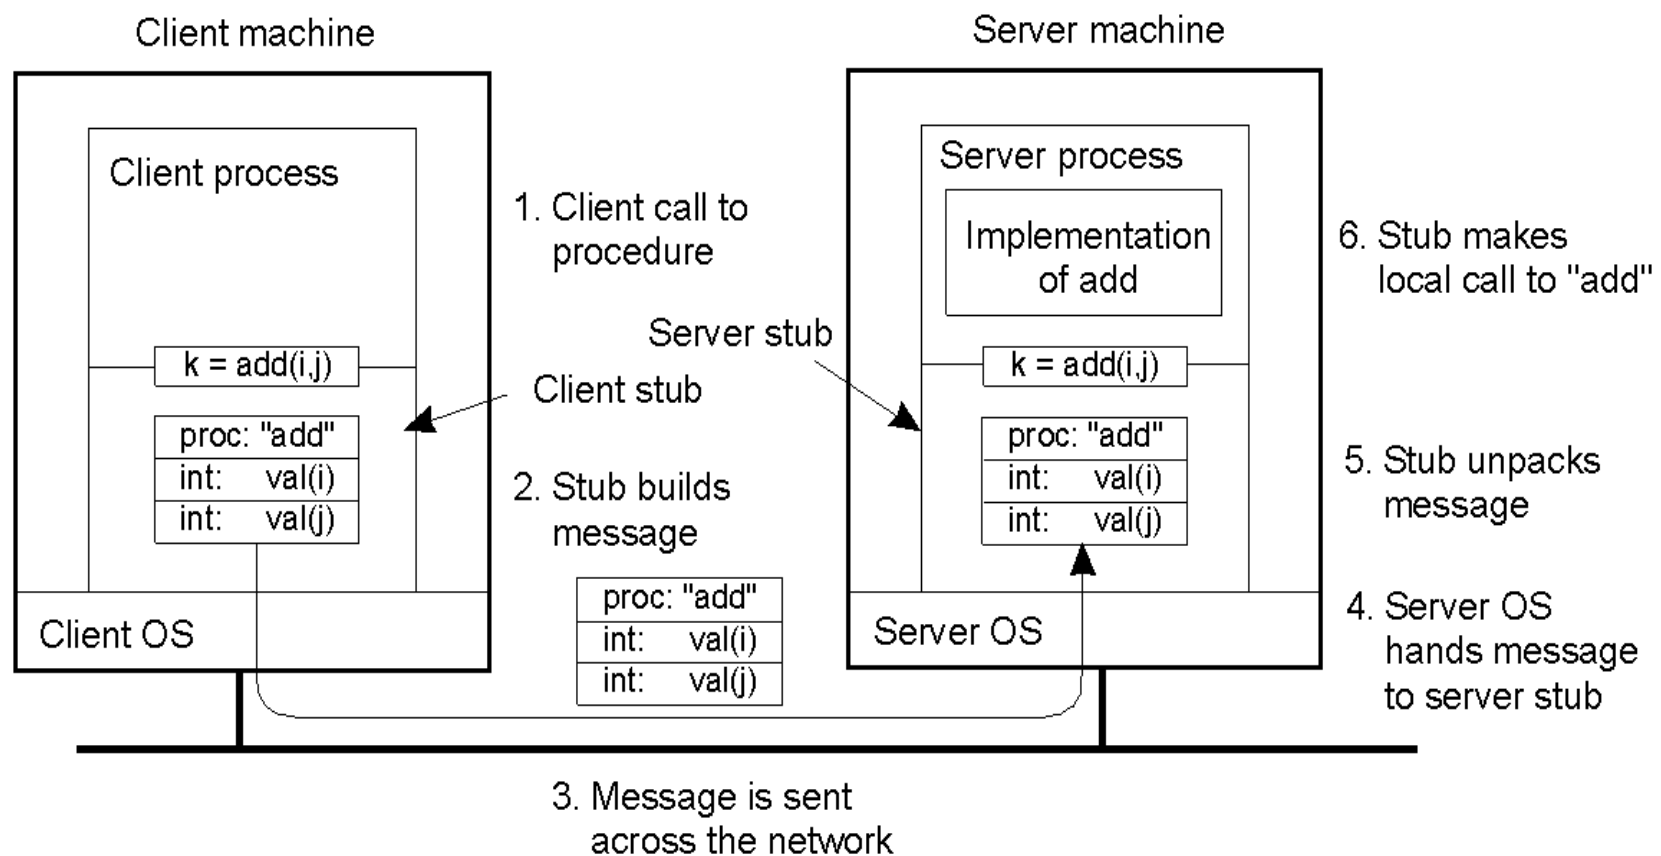 Client machine
Server machine
Client process
1. Client call to
procedure
k = add(i,j)
Client stub
proc: "add"
int: val(i)
int: val(j)
2. Stub builds
message
proc: "add"
int: val(i)
int: val(j)
Client OS
3. Message is sent
across the network
Server process
Implementation
of add
Server stub
k = add(i,j)
proc: "add"
int: val(i)
int: val(j)
Server OS
6. Stub makes
local call to "add"
5. Stub unpacks
message
4. Server OS
hands message
to server stub